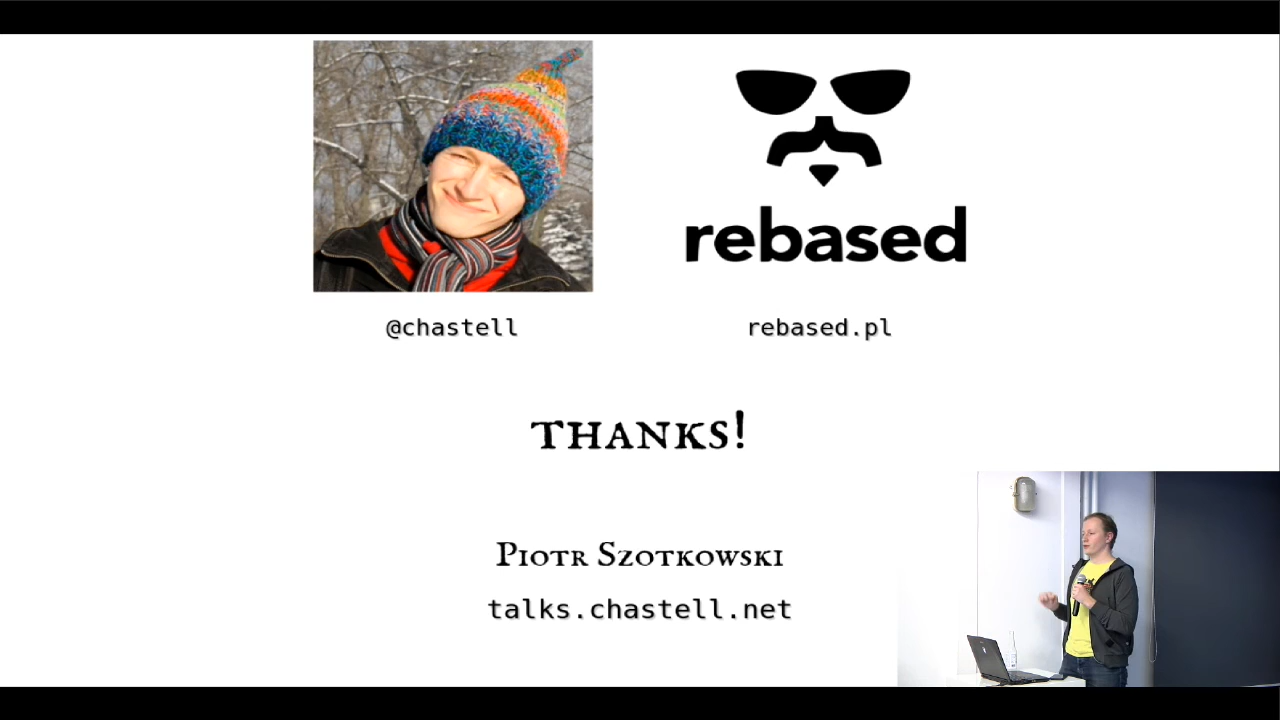 rebased
@chastell
rebased.pl
THANKS!
Piotr Szotkowski
talks.chastell.net